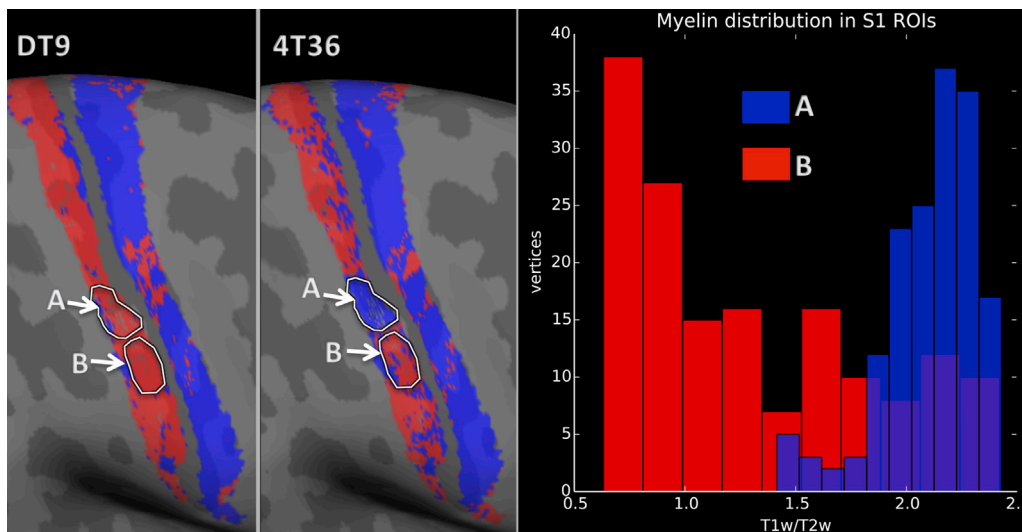 DT9
A
B
4T36
A
B
Myelin distribution in S1 ROIs
A
B
vertices
40
35
30
25
20
15
10
5
0
0.5 1.0 1.5 2.0 2.
T1w/T2w